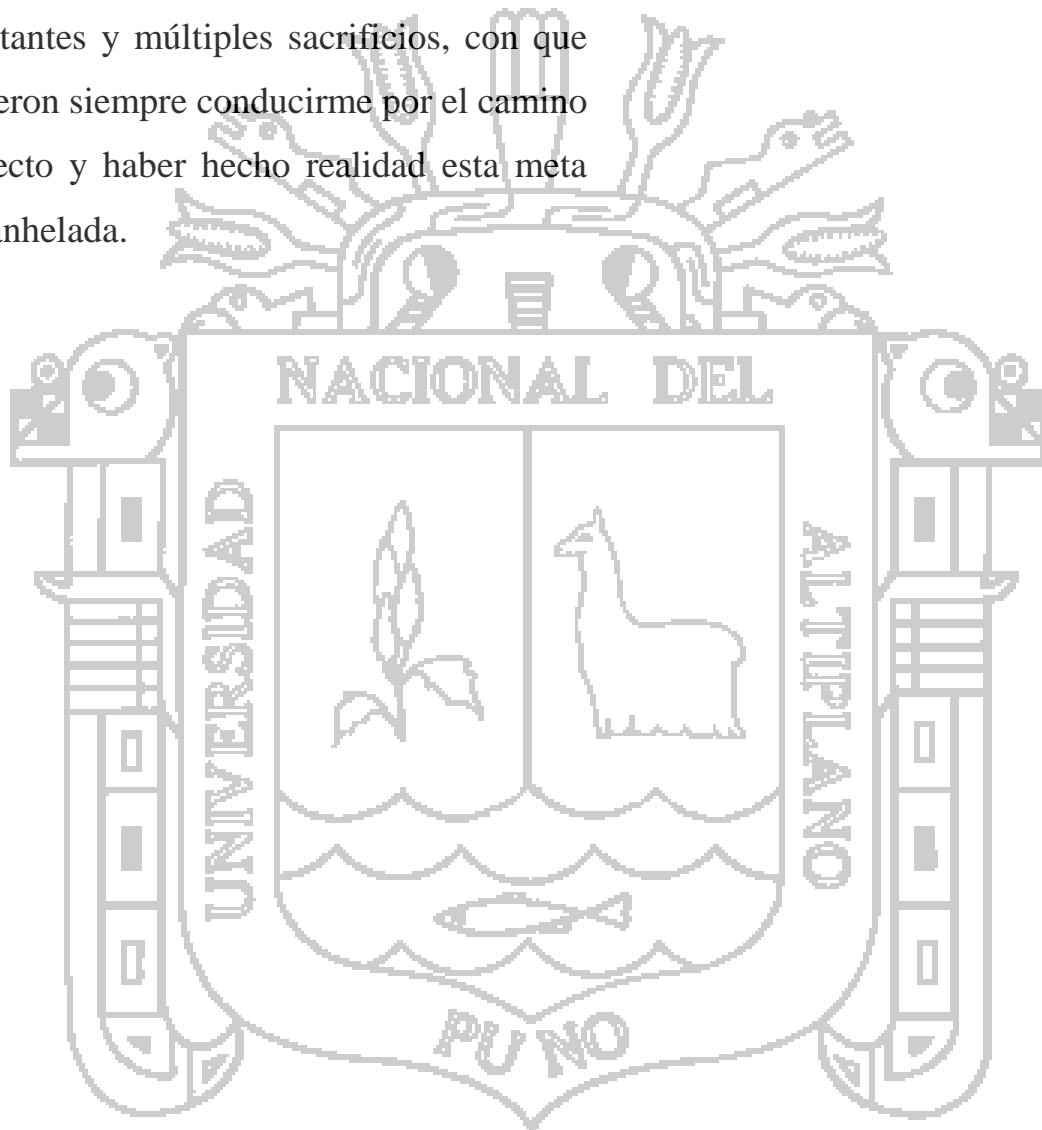 tantes y múltiples sacrificios, con que
eron siempre conducirme por el camino
ecto y haber hecho realidad esta meta
anhelada.
NACIONAL DEL
UNIVERSIDAD
ALTIPLANO
PUNO